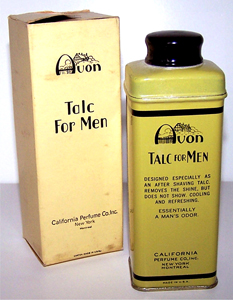 Avon
Talc
For Men
California Perfume Co. Inc.
New York
Avon
TALC FOR MEN
DESIGNED ESPECIALLY AS
AN AFTER SHAVING TALC.
REMOVES THE SHINE, BUT
DOES NOT SHOW. COOLING
AND REFRESHING.
ESSENTIALLY
A MAN'S ODOR.
CALIFORNIA
PERFUME CO., INC.
NEW YORK
MONTREAL
MADE IN U.S.A.